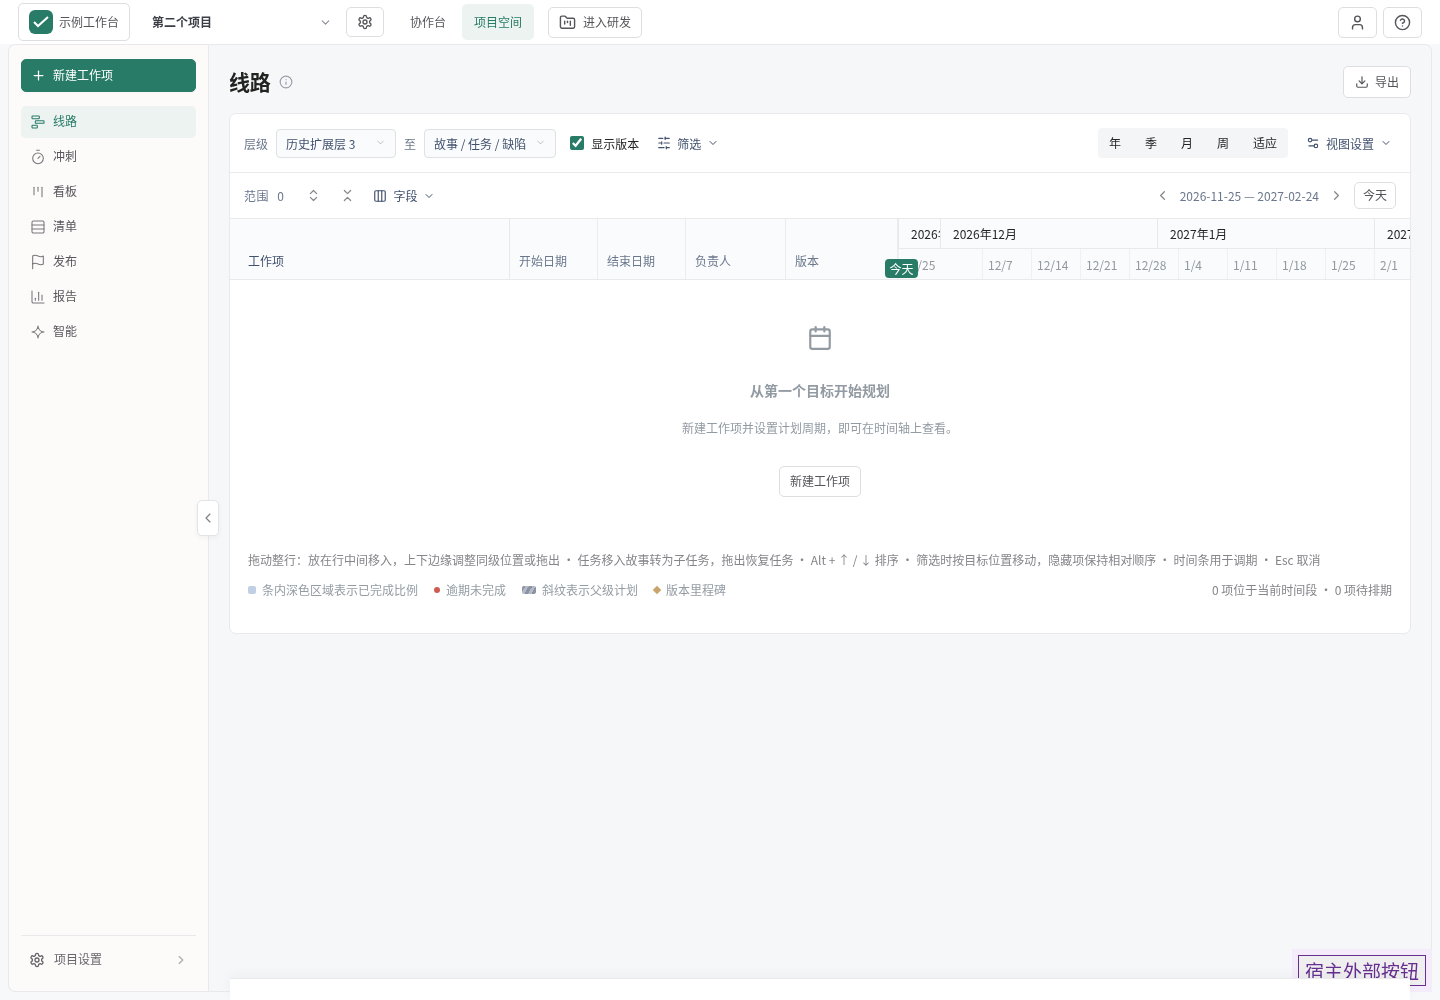 示例工作台
第二个项目
协作台
项目空间
进入研发
新建工作项
线路
冲刺
看板
清单
发布
报告
智能
项目设置
线路
导出
层级 历史扩展层 3 至 故事 / 任务 / 缺陷 显示版本 筛选
年 季 月 周 适应 视图设置
范围 0 字段
2026-11-25 — 2027-02-24 今天
工作项 开始日期 结束日期 负责人 版本
2026 2026年12月 2027年1月 2027
今天 /25 12/7 12/14 12/21 12/28 1/4 1/11 1/18 1/25 2/1
从第一个目标开始规划
新建工作项并设置计划周期，即可在时间轴上查看。
新建工作项
拖动整行：放在行中间移入，上下边缘调整同级位置或拖出 · 任务移入故事转为子任务，拖出恢复任务 · Alt + ↑ / ↓ 排序 · 筛选时按目标位置移动，隐藏项保持相对顺序 · 时间条用于调期 · Esc 取消
条内深色区域表示已完成比例 逾期未完成 斜纹表示父级计划 版本里程碑
0 项位于当前时间段 · 0 项待排期
宿主外部按钮